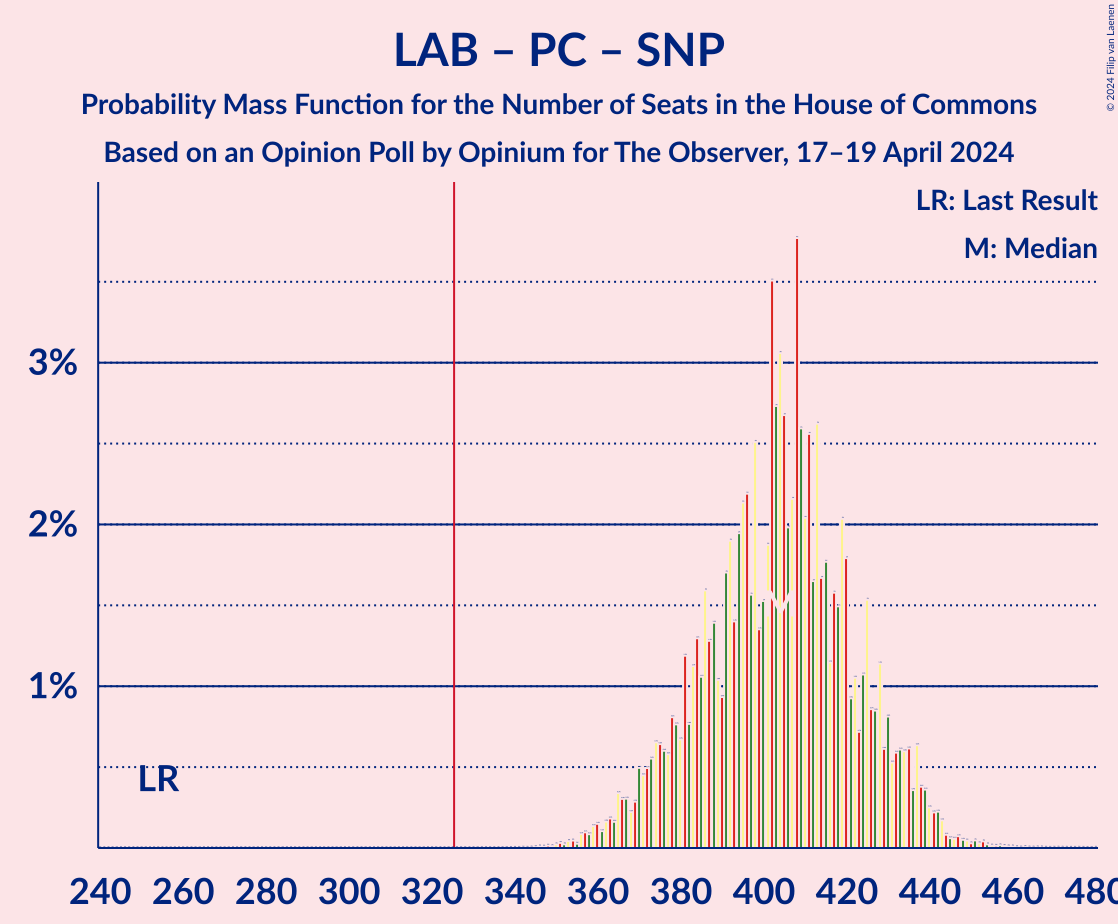 LAB – PC – SNP
Probability Mass Function for the Number of Seats in the House of Commons
Based on an Opinion Poll by Opinium for The Observer, 17–19 April 2024
© 2024 Filip van Laenen
LR: Last Result
M: Median
3%
2%
1%
LR
240 260 280 300 320 340 360 380 400 420 440 460 480